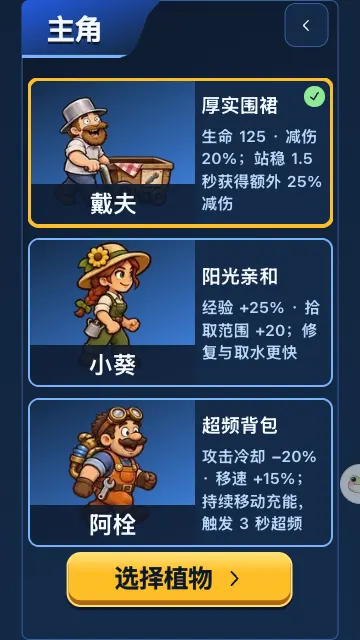 主角
厚实围裙
生命 125 · 减伤
20%；站稳 1.5
秒获得额外 25%
减伤
戴夫
阳光亲和
经验 +25% · 拾
取范围 +20；修
复与取水更快
小葵
超频背包
攻击冷却 −20%
· 移速 +15%；
持续移动充能，
触发 3 秒超频
阿栓
选择植物